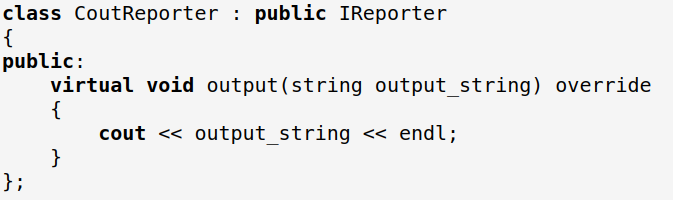 class CoutReporter : public IReporter
{
public:
    virtual void output(string output_string) override
    {
        cout << output_string << endl;
    }
};